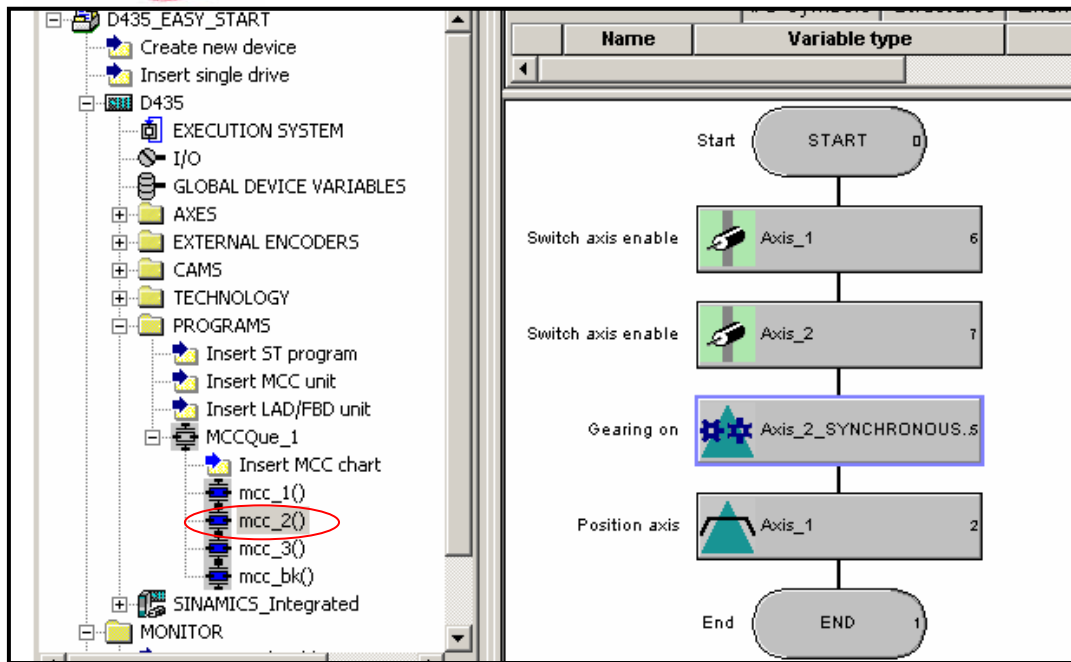 D435_EASY_START
Create new device
Insert single drive
D435
EXECUTION SYSTEM
I/O
GLOBAL DEVICE VARIABLES
AXES
EXTERNAL ENCODERS
CAMS
TECHNOLOGY
PROGRAMS
Insert ST program
Insert MCC unit
Insert LAD/FBD unit
MCCQue_1
Insert MCC chart
mcc_1()
mcc_2()
mcc_3()
mcc_bk()
SINAMICS_Integrated
MONITOR
Name Variable type
Start START 0
Switch axis enable Axis_1 6
Switch axis enable Axis_2 7
Gearing on Axis_2_SYNCHRONOUS..5
Position axis Axis_1 2
End END 1